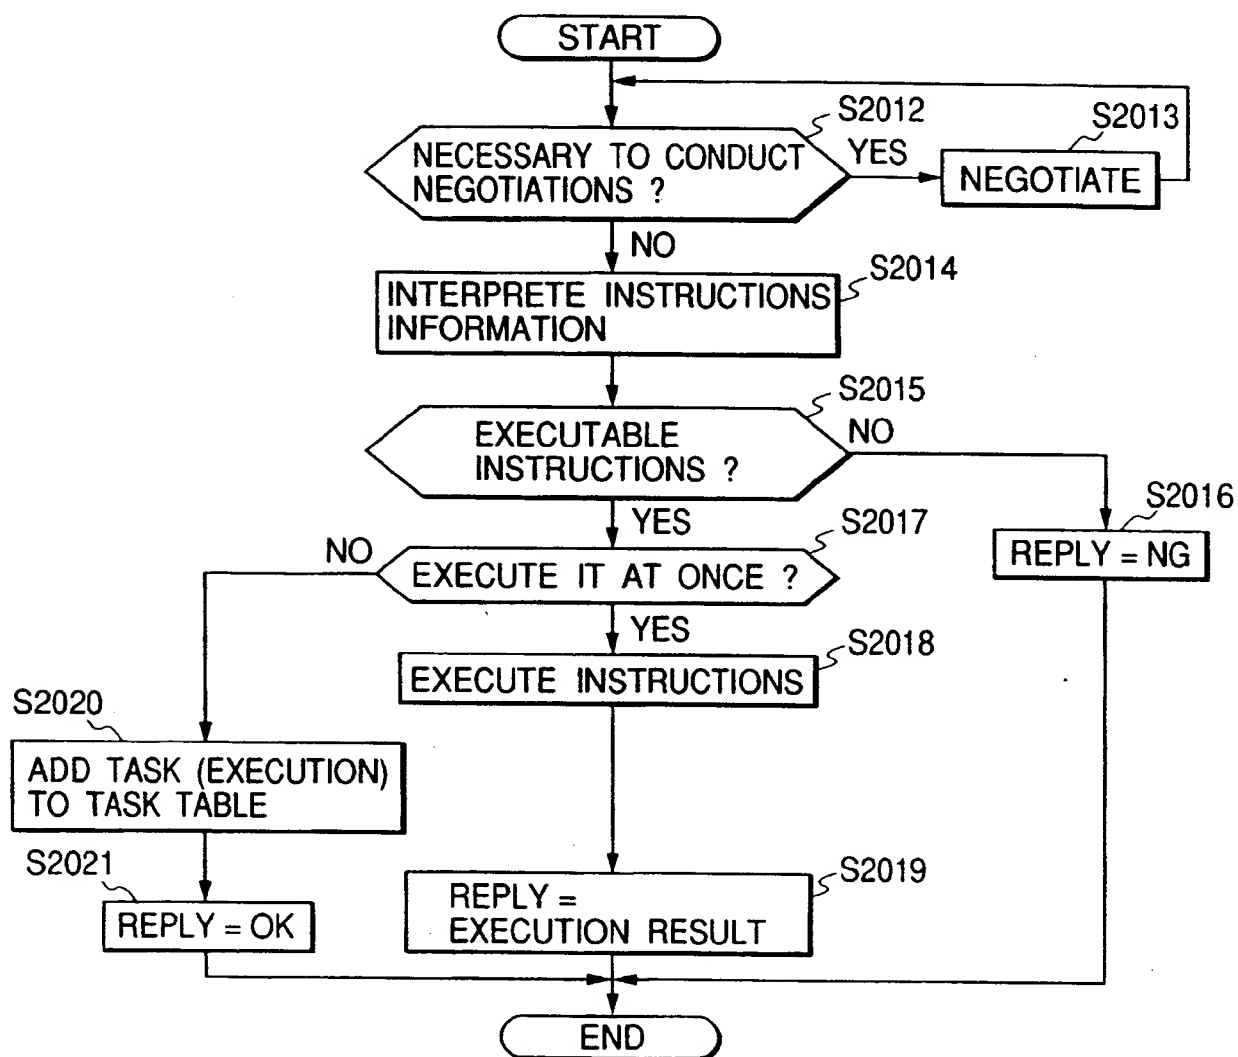 START
S2012
S2013
NECESSARY TO CONDUCT
NEGOTIATIONS ?
YES
NEGOTIATE
NO
S2014
INTERPRETE INSTRUCTIONS
INFORMATION
S2015
EXECUTABLE
INSTRUCTIONS ?
NO
S2016
REPLY = NG
YES
S2017
NO
EXECUTE IT AT ONCE ?
YES
S2018
EXECUTE INSTRUCTIONS
S2020
ADD TASK (EXECUTION)
TO TASK TABLE
S2021
REPLY = OK
S2019
REPLY =
EXECUTION RESULT
END